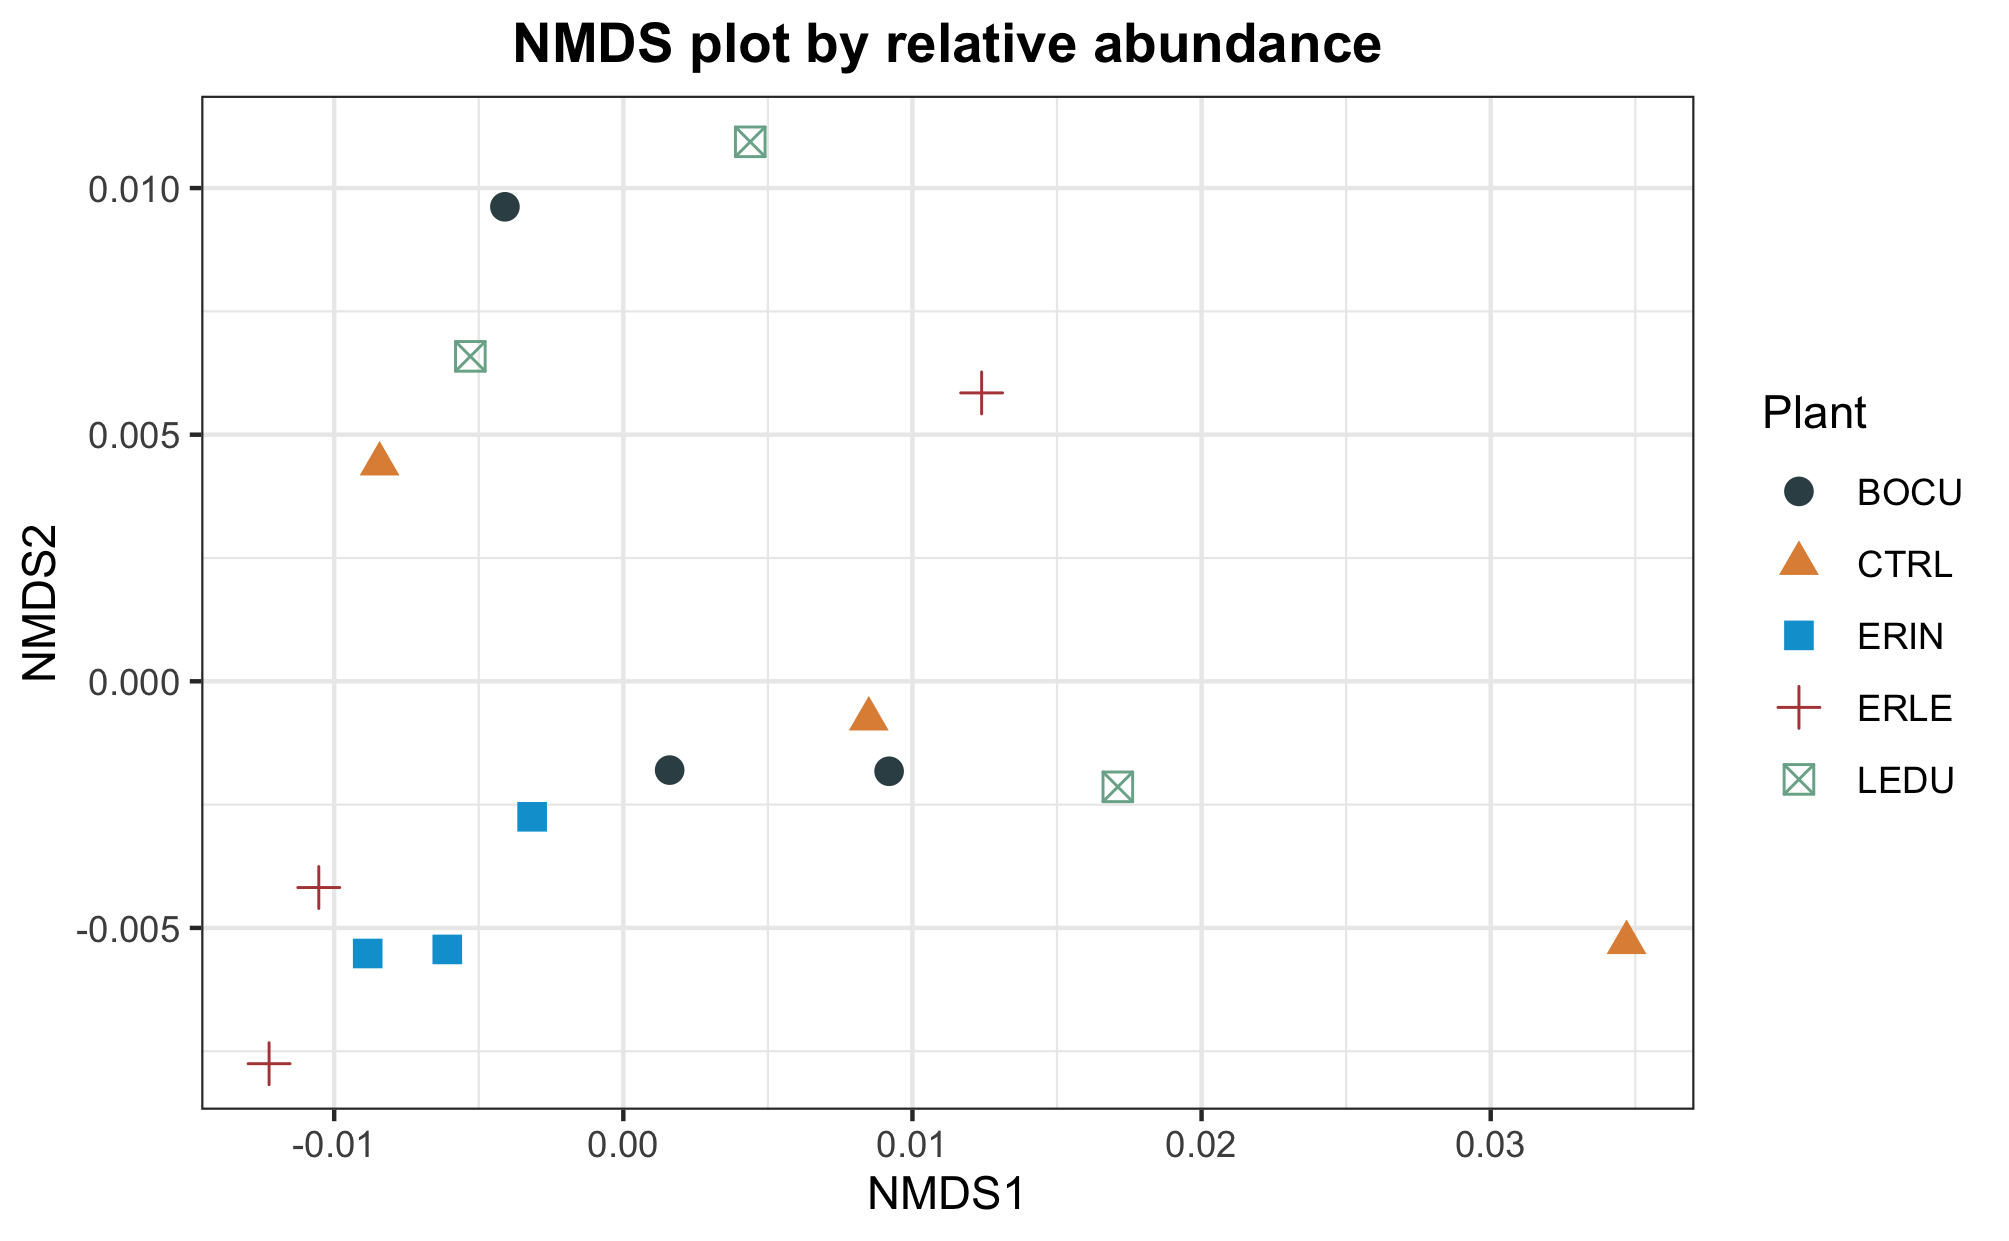 NMDS plot by relative abundance
0.010
0.005
0.000
-0.005
NMDS2
-0.01
0.00
0.01
0.02
0.03
NMDS1
Plant
BOCU
CTRL
ERIN
ERLE
LEDU